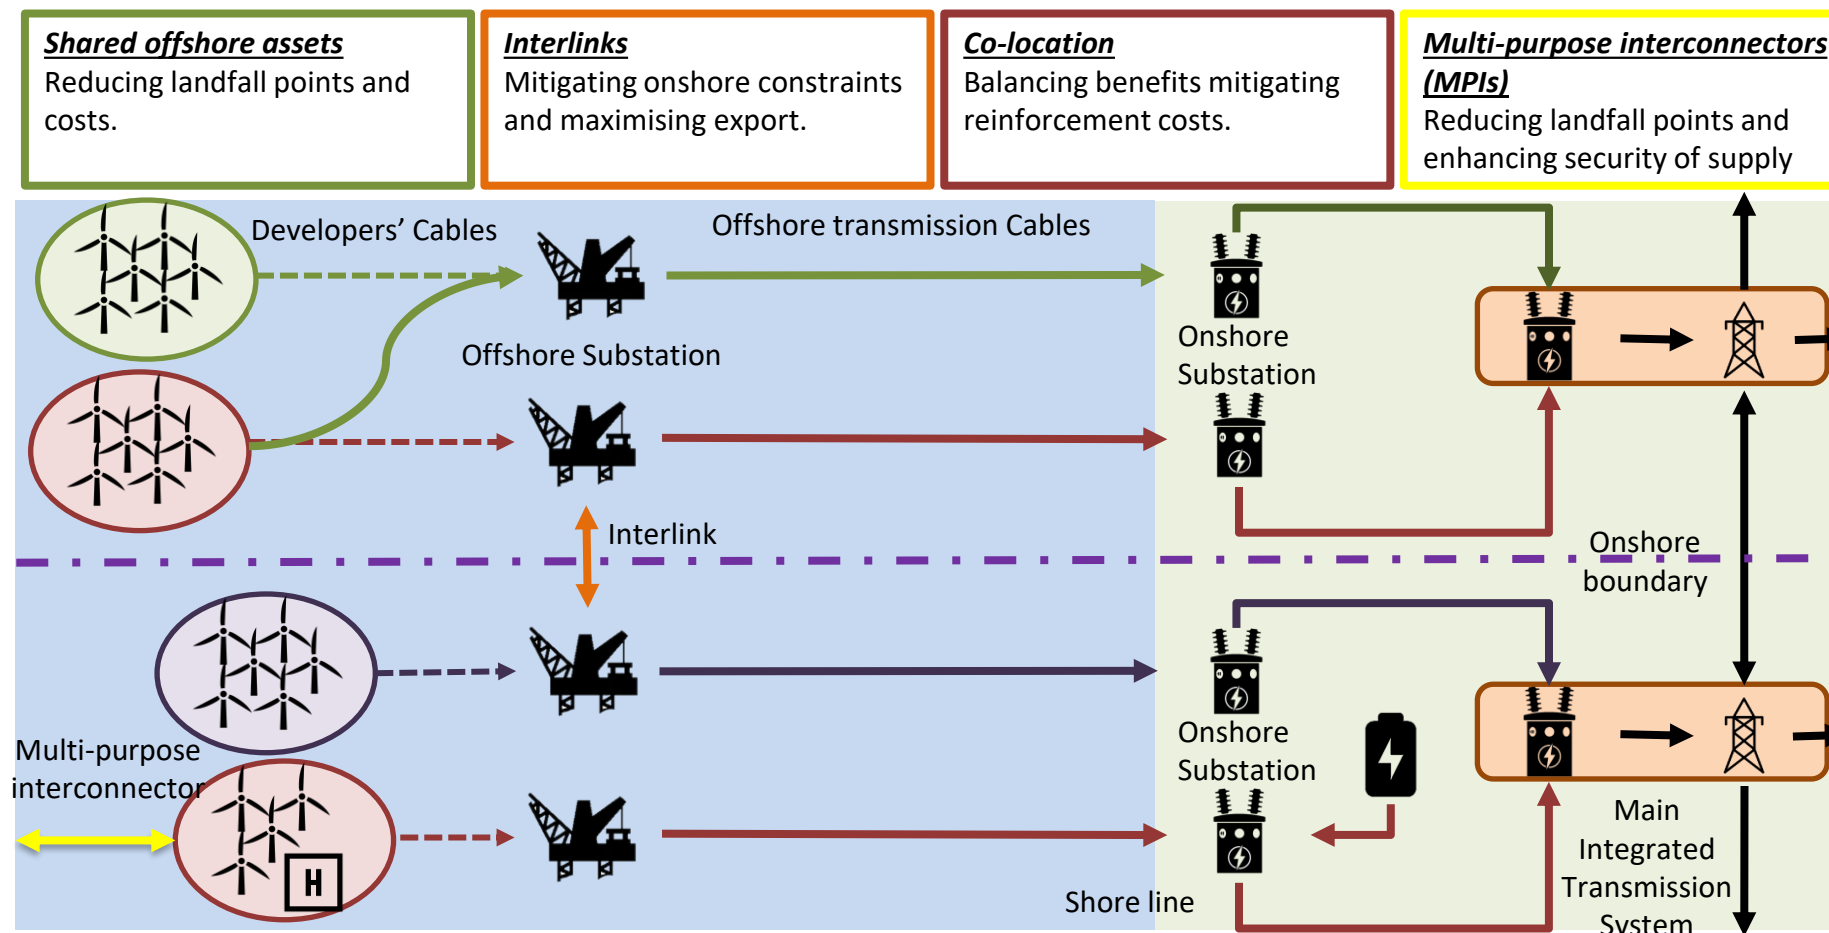 Shared offshore assets
Reducing landfall points and
costs.
Interlinks
Mitigating onshore constraints
and maximising export.
Co-location
Balancing benefits mitigating
reinforcement costs.
Multi-purpose interconnectors
(MPIs)
Reducing landfall points and
enhancing security of supply
Developers’ Cables
Offshore transmission Cables
Offshore Substation
Onshore
Substation
Interlink
Onshore
boundary
Multi-purpose
interconnector
H
Onshore
Substation
Shore line
Main
Integrated
Transmission
System